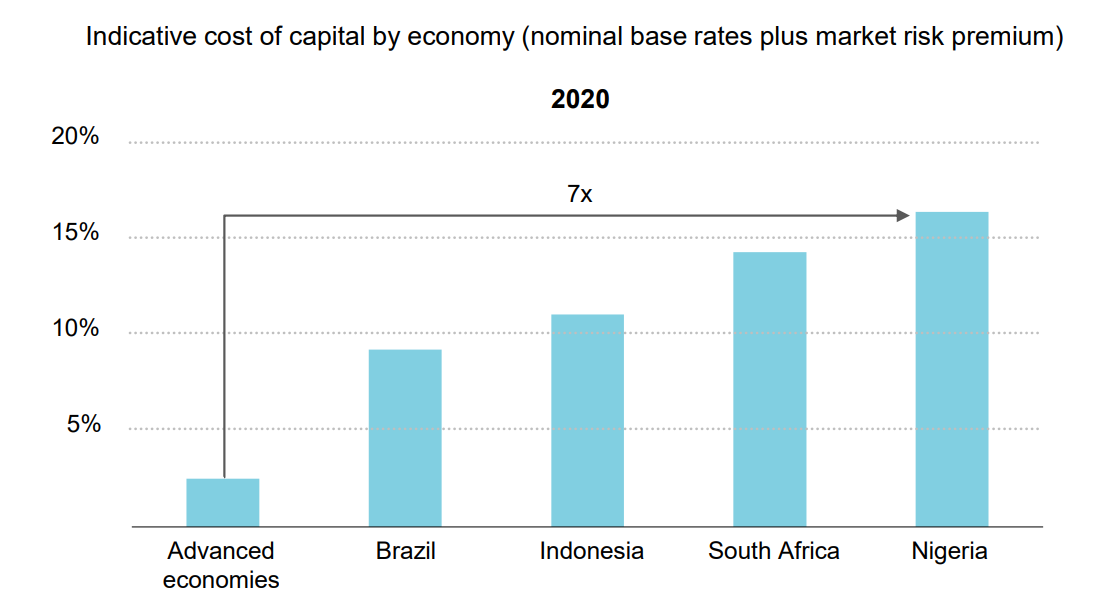 Indicative cost of capital by economy (nominal base rates plus market risk premium)
2020
20%
7x
15%
10%
5%
Advanced
economies
Brazil
Indonesia
South Africa
Nigeria